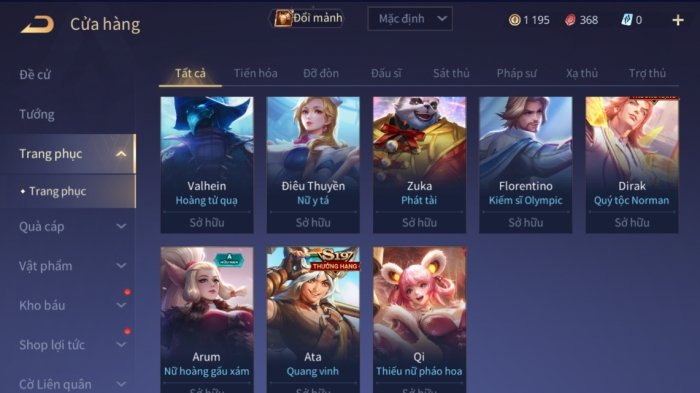 Cửa hàng
Đổi mảnh
Mặc định
1 195
368
0
Đề cử
Tướng
Trang phục
Trang phục
Quà cáp
Vật phẩm
Kho báu
Shop lợi tức
Cờ Liên quân
Tất cả
Tiến hóa
Đỡ đòn
Đấu sĩ
Sát thủ
Pháp sư
Xạ thủ
Trợ thủ
Valhein
Hoàng tử quạ
Sở hữu
Điêu Thuyền
Nữ y tá
Sở hữu
Zuka
Phát tài
Sở hữu
Florentino
Kiếm sĩ Olympic
Sở hữu
Dirak
Quý tộc Norman
Sở hữu
A
Arum
Nữ hoàng gấu xám
Sở hữu
S19
THƯỞNG HẠNG
Ata
Quang vinh
Sở hữu
Qi
Thiếu nữ pháo hoa
Sở hữu